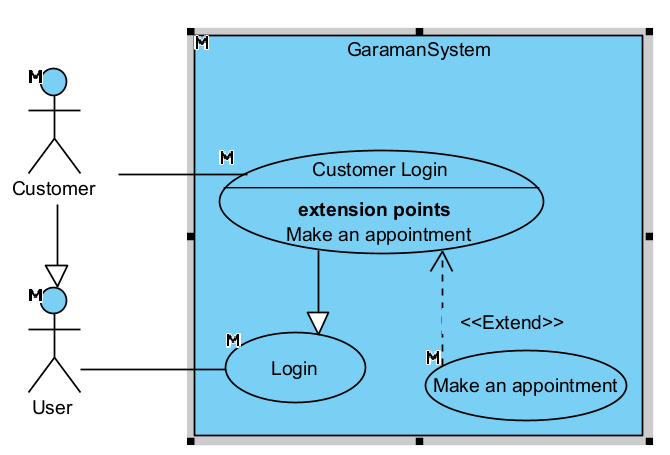 M
GaramanSystem
M
M
Customer Login
Customer
extension points
Make an appointment
M
<<Extend>>
M
M
Login
Make an appointment
User